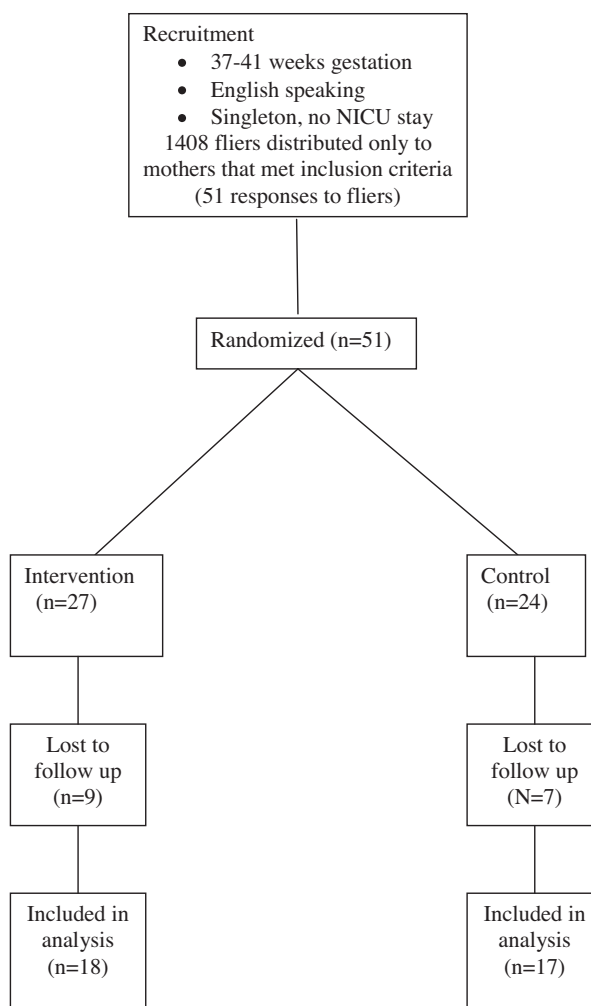 Recruitment
• 37-41 weeks gestation
• English speaking
• Singleton, no NICU stay
1408 fliers distributed only to
mothers that met inclusion criteria
(51 responses to fliers)
Randomized (n=51)
Intervention
(n=27)
Control
(n=24)
Lost to
follow up
(n=9)
Lost to
follow up
(N=7)
Included in
analysis
(n=18)
Included in
analysis
(n=17)